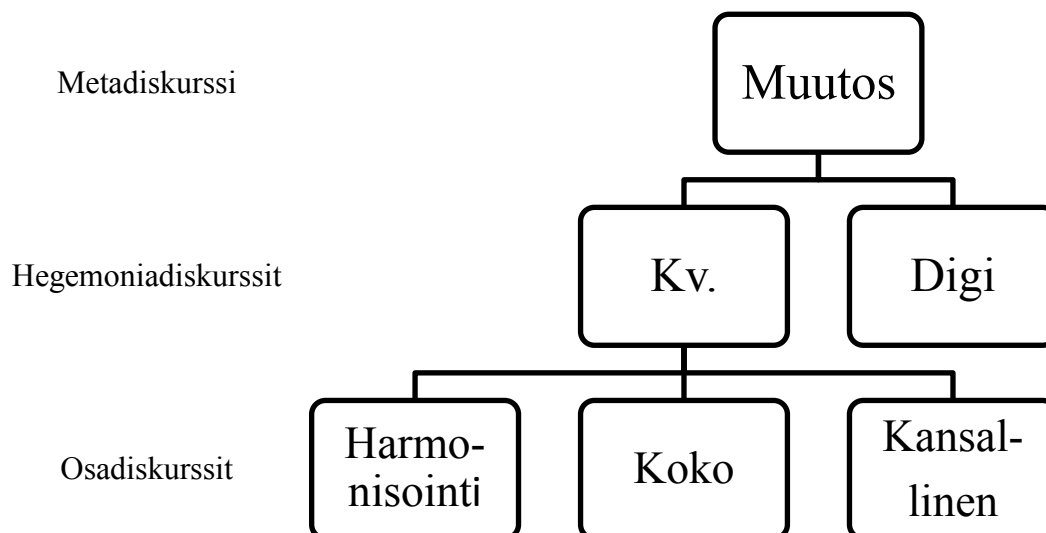 Metadiskurssi
Muutos
Hegemoniadiskurssit
Kv.
Digi
Osadiskurssit
Harmo-
nisointi
Koko
Kansal-
linen